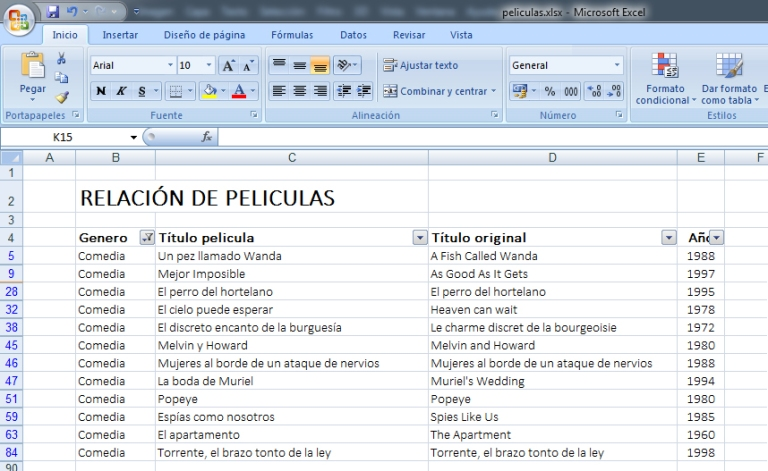 peliculas.xlsx - Microsoft Excel
Inicio Insertar Diseño de página Fórmulas Datos Revisar Vista
Pegar
Arial 10 A A
Ajustar texto
General
N K S
A
Combinar y centrar
% 000
Formato condicional
Dar formato como tabla
E
Portapapeles Fuente Alineación Número Estilos
K15 fx
A B C D E F
1
2 RELACIÓN DE PELICULAS
3
4 Genero Título pelicula Título original Año
5 Comedia Un pez llamado Wanda A Fish Called Wanda 1988
9 Comedia Mejor Imposible As Good As It Gets 1997
28 Comedia El perro del hortelano El perro del hortelano 1995
32 Comedia El cielo puede esperar Heaven can wait 1978
38 Comedia El discreto encanto de la burguesía Le charme discret de la bourgeoisie 1972
45 Comedia Melvin y Howard Melvin and Howard 1980
46 Comedia Mujeres al borde de un ataque de nervios Mujeres al borde de un ataque de nervios 1988
47 Comedia La boda de Muriel Muriel's Wedding 1994
51 Comedia Popeye Popeye 1980
59 Comedia Espías como nosotros Spies Like Us 1985
63 Comedia El apartamento The Apartment 1960
84 Comedia Torrente, el brazo tonto de la ley Torrente, el brazo tonto de la ley 1998
90